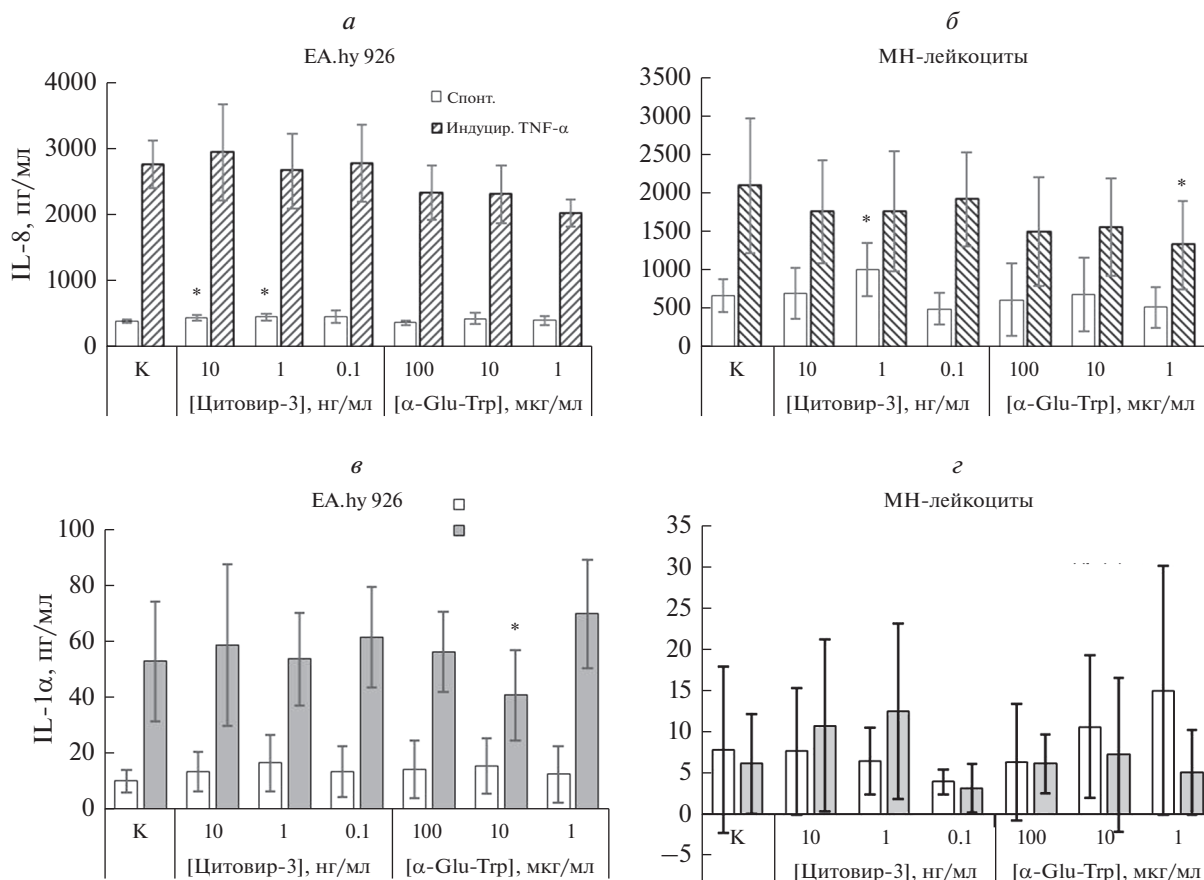 а
EA.hy 926
4000
3000
2000
1000
0
IL-8, пг/мл
Спонт.
Индуцир. TNF-α
*
*
K
10
1
0.1
100
10
1
[Цитовир-3], нг/мл
[α-Glu-Trp], мкг/мл
б
МН-лейкоциты
3500
3000
2500
2000
1500
1000
500
0
*
*
K
10
1
0.1
100
10
1
[Цитовир-3], нг/мл
[α-Glu-Trp], мкг/мл
в
EA.hy 926
100
80
60
40
20
0
IL-1α, пг/мл
*
K
10
1
0.1
100
10
1
[Цитовир-3], нг/мл
[α-Glu-Trp], мкг/мл
г
МН-лейкоциты
35
30
25
20
15
10
5
0
−5
K
10
1
0.1
100
10
1
[Цитовир-3], нг/мл
[α-Glu-Trp], мкг/мл